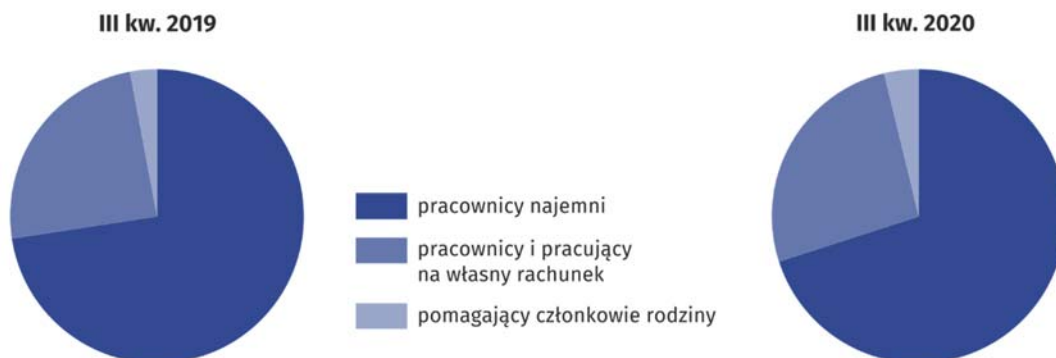 III kw. 2019
III kw. 2020
pracownicy najemni
pracownicy i pracujący
na własny rachunek
pomagający członkowie rodziny